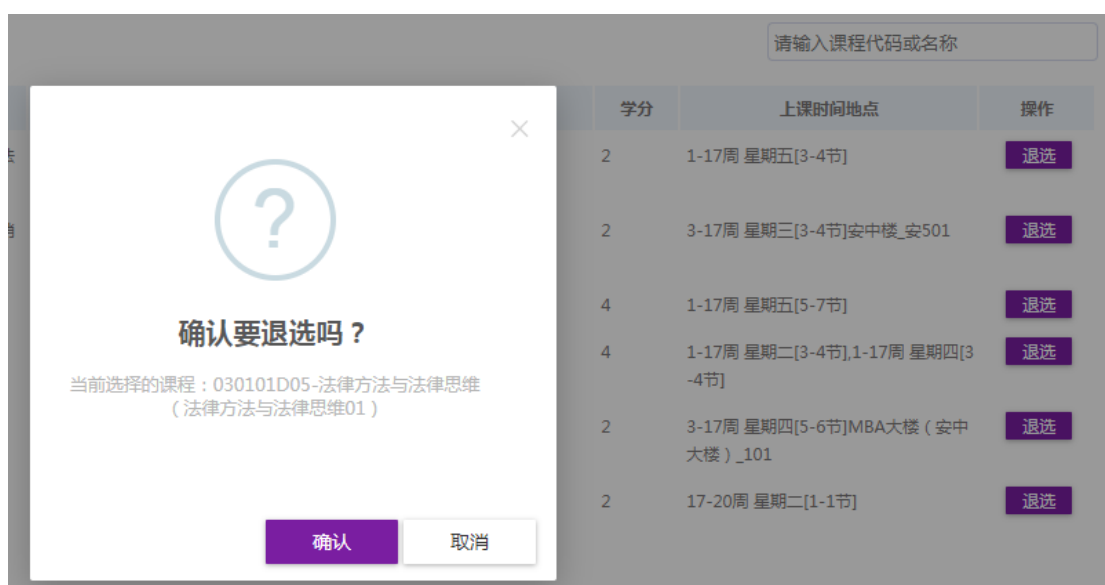 请输入课程代码或名称
学分 上课时间地点 操作
2 1-17周 星期五[3-4节] 退选
2 3-17周 星期三[3-4节]安中楼_安501 退选
4 1-17周 星期五[5-7节] 退选
4 1-17周 星期二[3-4节],1-17周 星期四[3 退选
-4节]
2 3-17周 星期四[5-6节]MBA大楼（安中 退选
大楼）_101
2 17-20周 星期二[1-1节] 退选
确认要退选吗？
当前选择的课程：030101D05-法律方法与法律思维
（法律方法与法律思维01）
确认 取消